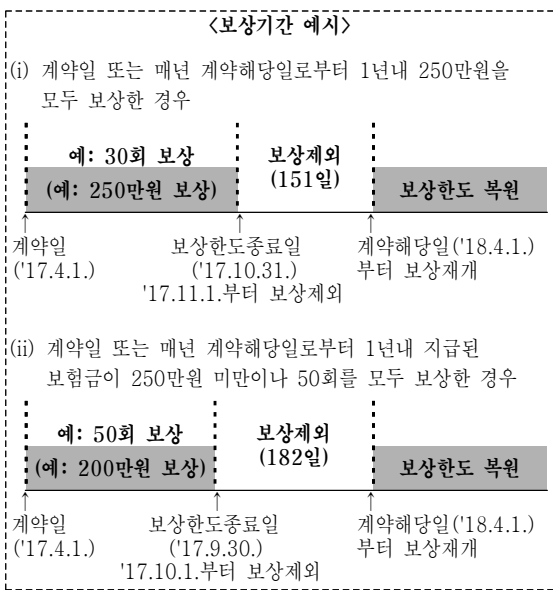 <보상기간 예시>
(i) 계약일 또는 매년 계약해당일로부터 1년내 250만원을
모두 보상한 경우
예: 30회 보상
(예: 250만원 보상)
보상제외
(151일)
보상한도 복원
계약일
('17.4.1.)
보상한도종료일
('17.10.31.)
'17.11.1.부터 보상제외
계약해당일('18.4.1.)
부터 보상재개
(ii) 계약일 또는 매년 계약해당일로부터 1년내 지급된
보험금이 250만원 미만이나 50회를 모두 보상한 경우
예: 50회 보상
(예: 200만원 보상)
보상제외
(182일)
보상한도 복원
계약일
('17.4.1.)
보상한도종료일
('17.9.30.)
'17.10.1.부터 보상제외
계약해당일('18.4.1.)
부터 보상재개